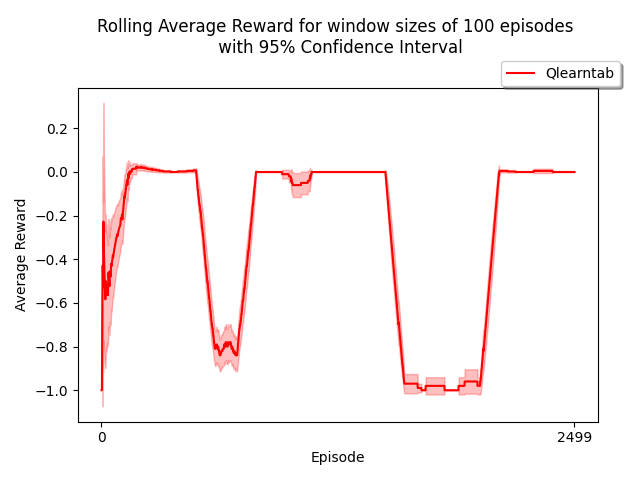 Rolling Average Reward for window sizes of 100 episodes
with 95% Confidence Interval
Qlearntab
Average Reward
0.2
0.0
−0.2
−0.4
−0.6
−0.8
−1.0
0
2499
Episode